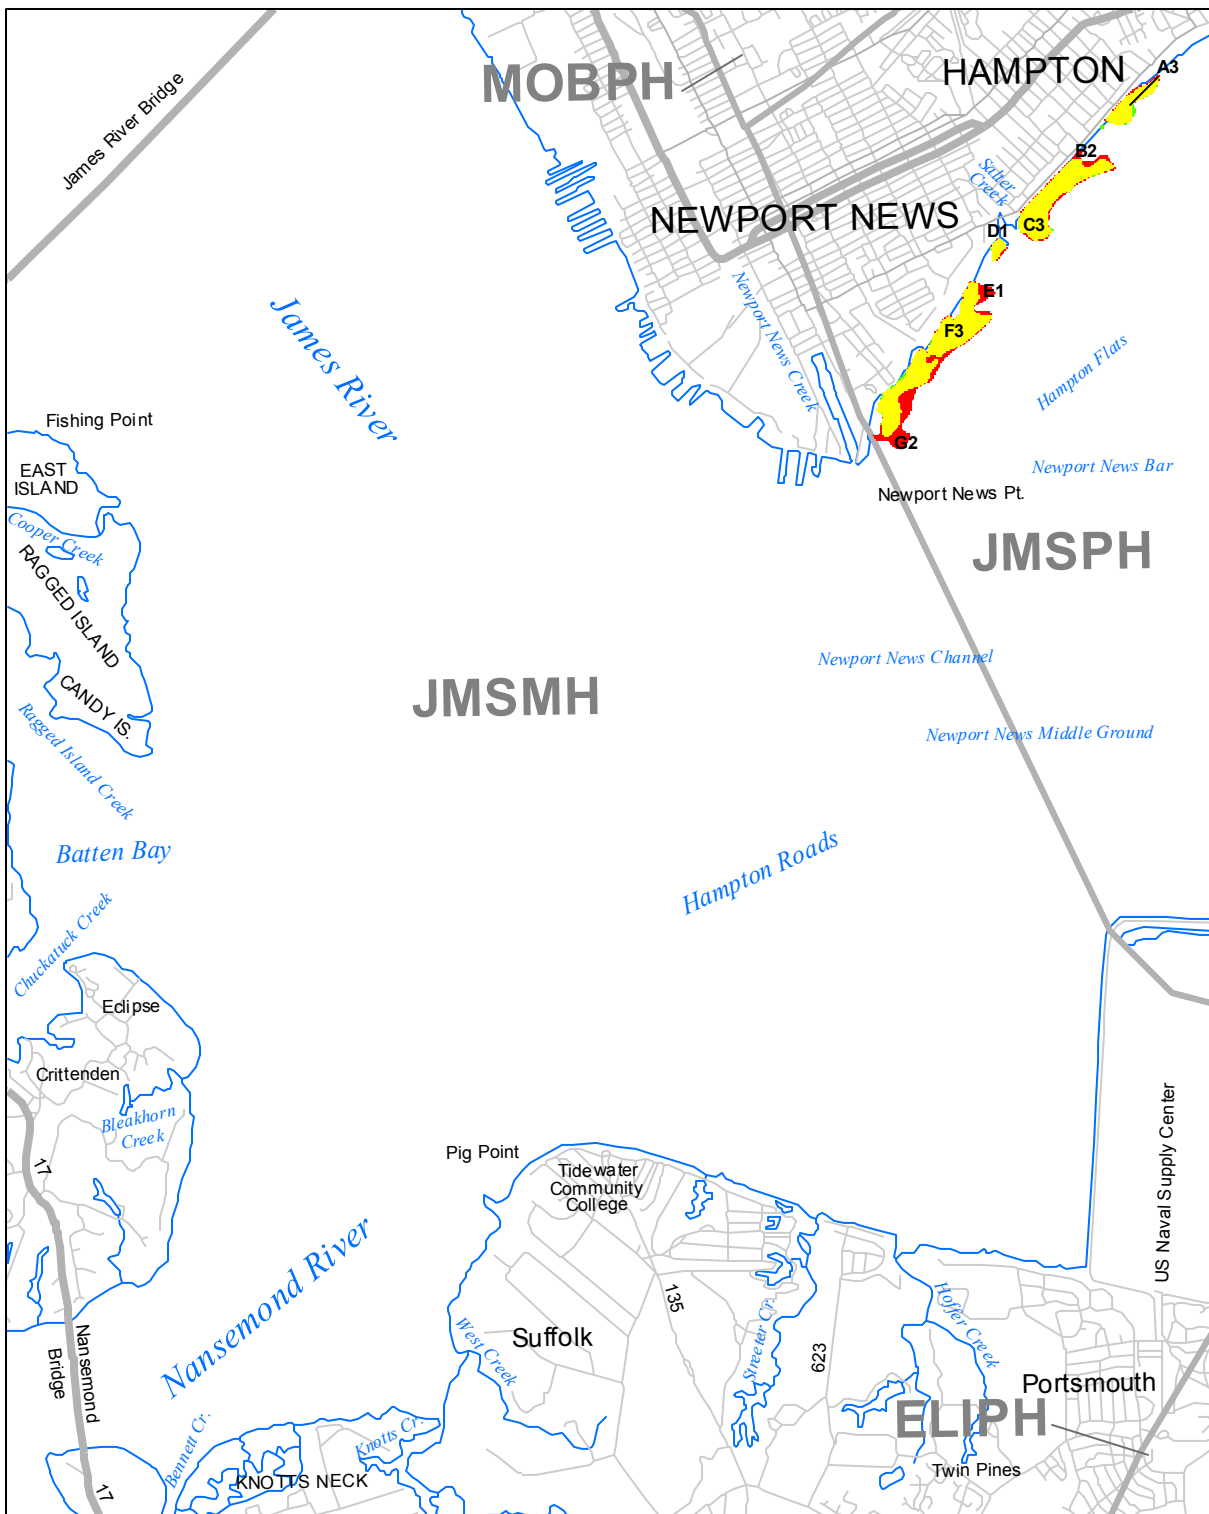 HAMPTON
A3
MOBPH
James River Bridge
B2
Salter
Creek
NEWPORT NEWS
D1
C3
E1
Newport News Creek
James River
F3
Hampton Flats
Fishing Point
G2
EAST
ISLAND
Newport News Bar
Newport News Pt.
Cooper Creek
JMSPH
RAGGED ISLAND
Newport News Channel
CANDY IS.
JMSMH
Ragged Island Creek
Newport News Middle Ground
Batten Bay
Hampton Roads
Chuckatuck Creek
Eclipse
Crittenden
Bleakhorn
Creek
US Naval Supply Center
Pig Point
17
Tidewater
Community
College
Nansemond River
135
Hoffer Creek
West Creek
Suffolk
Streeter Cr.
623
Nansemond
Bridge
Portsmouth
ELIPH
Bennett Cr.
Knotts Cr.
Twin Pines
KNOTTS NECK
17